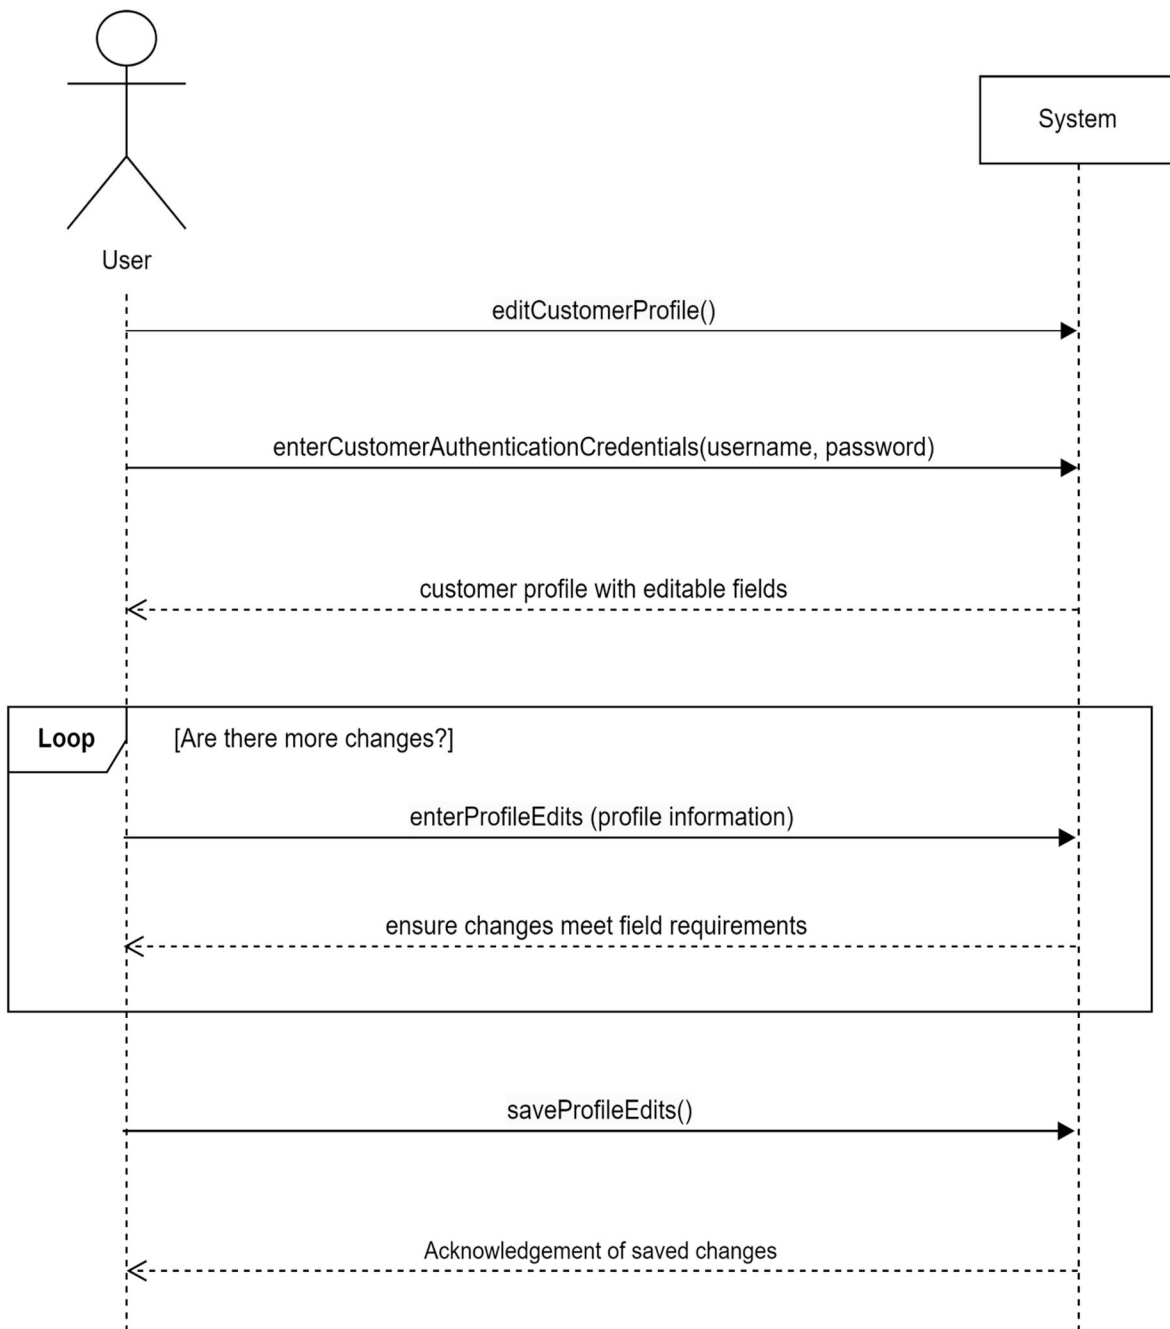 System
User
editCustomerProfile()
enterCustomerAuthenticationCredentials(username, password)
customer profile with editable fields
Loop
[Are there more changes?]
enterProfileEdits (profile information)
ensure changes meet field requirements
saveProfileEdits()
Acknowledgement of saved changes